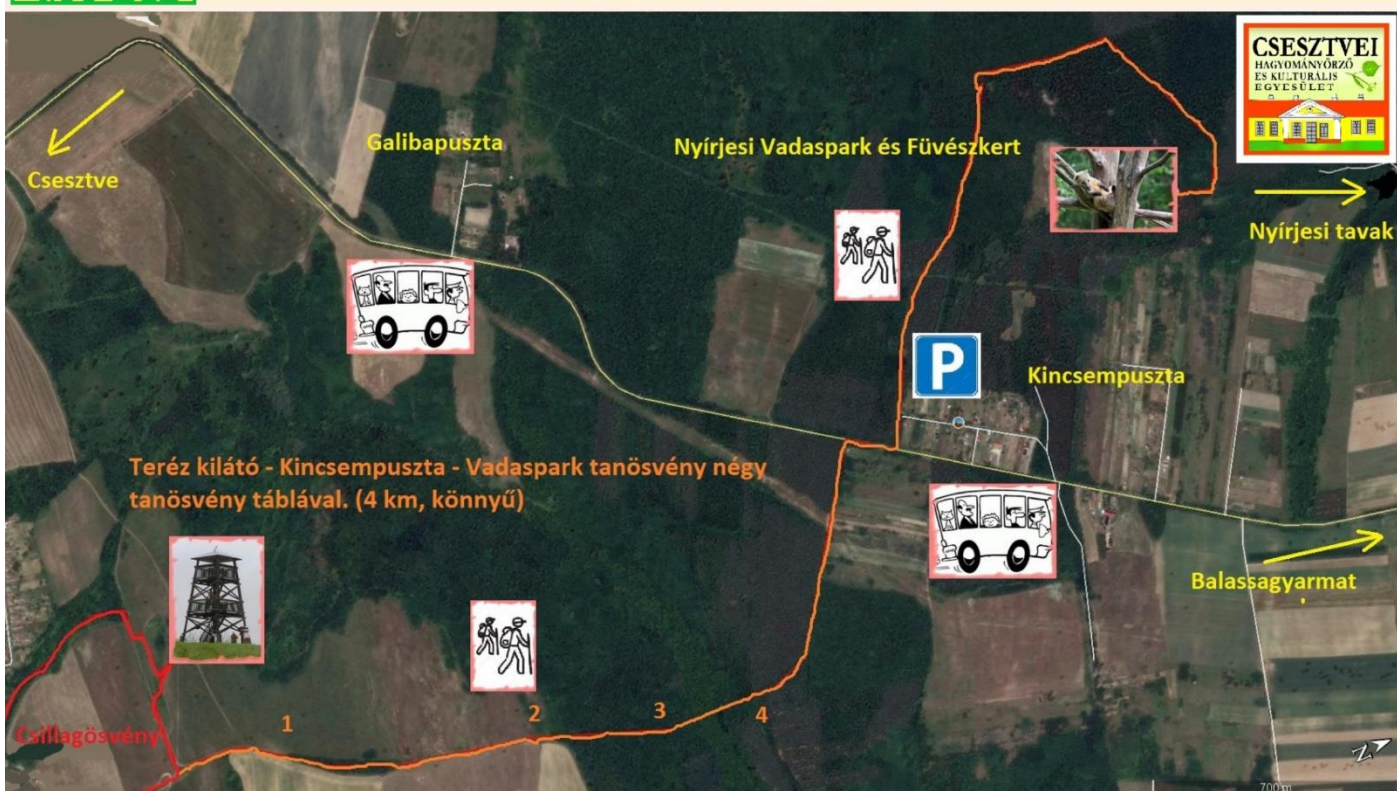 CSESZTVEI
HAGYOMÁNYŐRZŐ
ÉS KULTURÁLIS
EGYESÜLET
Galibapuszta
Nyírjesi Vadaspark és Füvészkert
Csesztve
Nyírjesi tavak
P
Kincsempuszta
Teréz kilátó - Kincsempuszta - Vadaspark tanösvény négy
tanösvény táblával. (4 km, könnyű)
Balassagyarmat
1
2
3
4
Csillagösvény
N
700 m